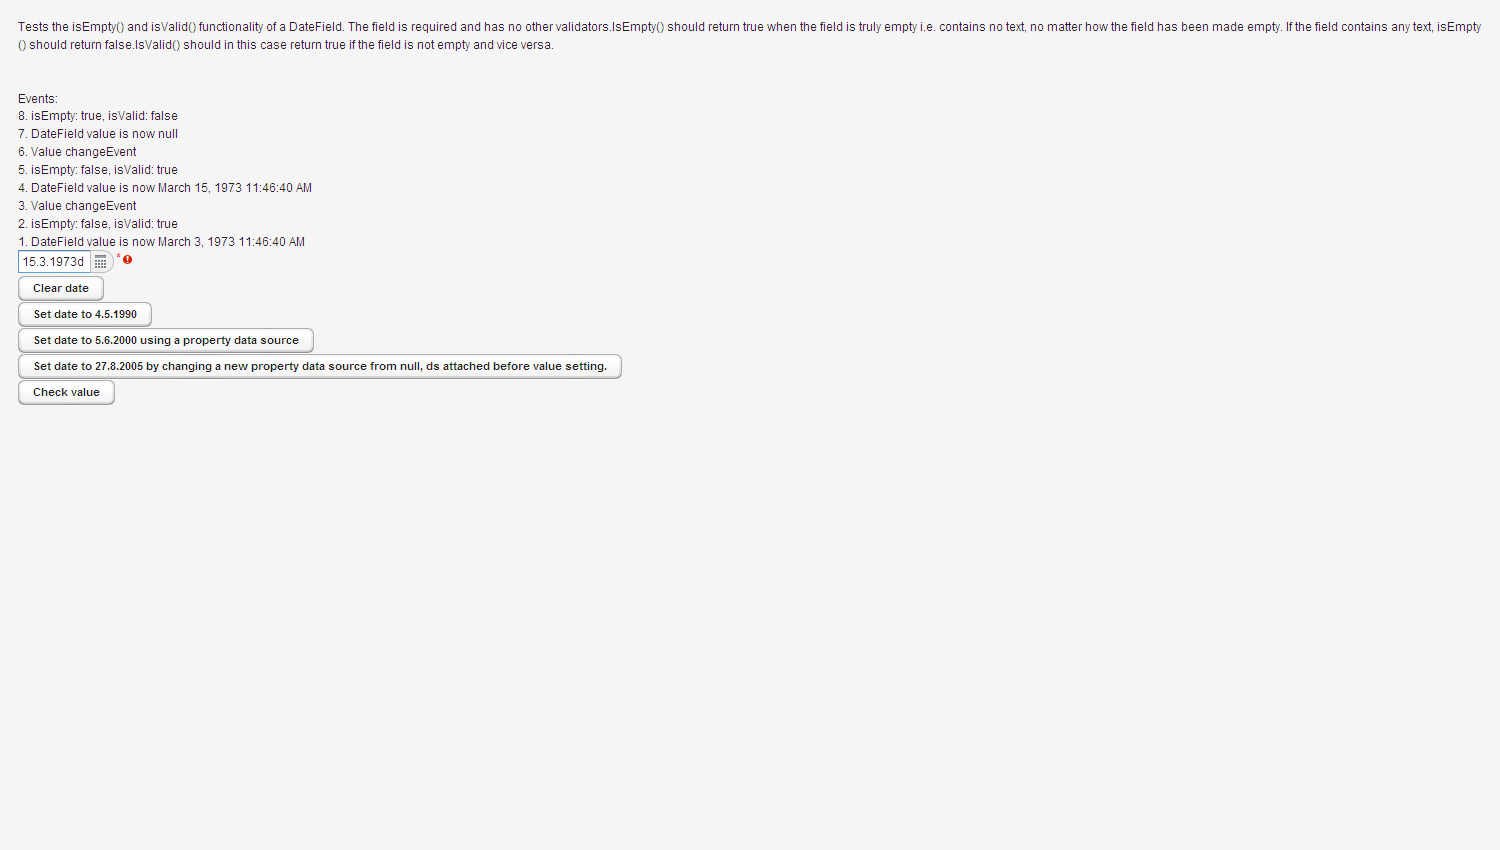 Tests the isEmpty() and isValid() functionality of a DateField. The field is required and has no other validators.IsEmpty() should return true when the field is truly empty i.e. contains no text, no matter how the field has been made empty. If the field contains any text, isEmpty
() should return false.IsValid() should in this case return true if the field is not empty and vice versa.
Events:
8. isEmpty: true, isValid: false
7. DateField value is now null
6. Value changeEvent
5. isEmpty: false, isValid: true
4. DateField value is now March 15, 1973 11:46:40 AM
3. Value changeEvent
2. isEmpty: false, isValid: true
1. DateField value is now March 3, 1973 11:46:40 AM
15.3.1973d *
Clear date
Set date to 4.5.1990
Set date to 5.6.2000 using a property data source
Set date to 27.8.2005 by changing a new property data source from null, ds attached before value setting.
Check value